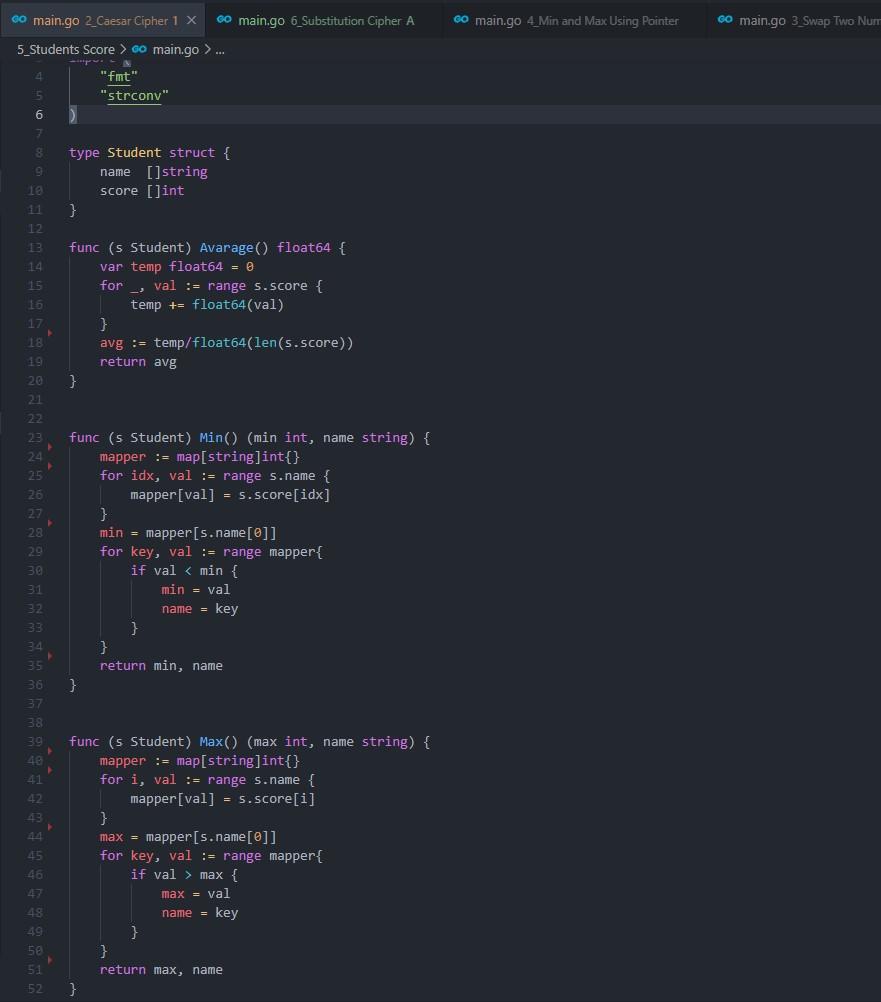 main.go 2_Caesar Cipher 1 main.go 6_Substitution Cipher A main.go 4_Min and Max Using Pointer main.go 3_Swap Two Num
5_Students Score > main.go > ...
3 import (
4 "fmt"
5 "strconv"
6 )
7
8 type Student struct {
9 name  []string
10 score []int
11 }
12
13 func (s Student) Avarage() float64 {
14 var temp float64 = 0
15 for _, val := range s.score {
16 temp += float64(val)
17 }
18 avg := temp/float64(len(s.score))
19 return avg
20 }
21
22
23 func (s Student) Min() (min int, name string) {
24 mapper := map[string]int{}
25 for idx, val := range s.name {
26 mapper[val] = s.score[idx]
27 }
28 min = mapper[s.name[0]]
29 for key, val := range mapper{
30 if val < min {
31 min = val
32 name = key
33 }
34 }
35 return min, name
36 }
37
38
39 func (s Student) Max() (max int, name string) {
40 mapper := map[string]int{}
41 for i, val := range s.name {
42 mapper[val] = s.score[i]
43 }
44 max = mapper[s.name[0]]
45 for key, val := range mapper{
46 if val > max {
47 max = val
48 name = key
49 }
50 }
51 return max, name
52 }